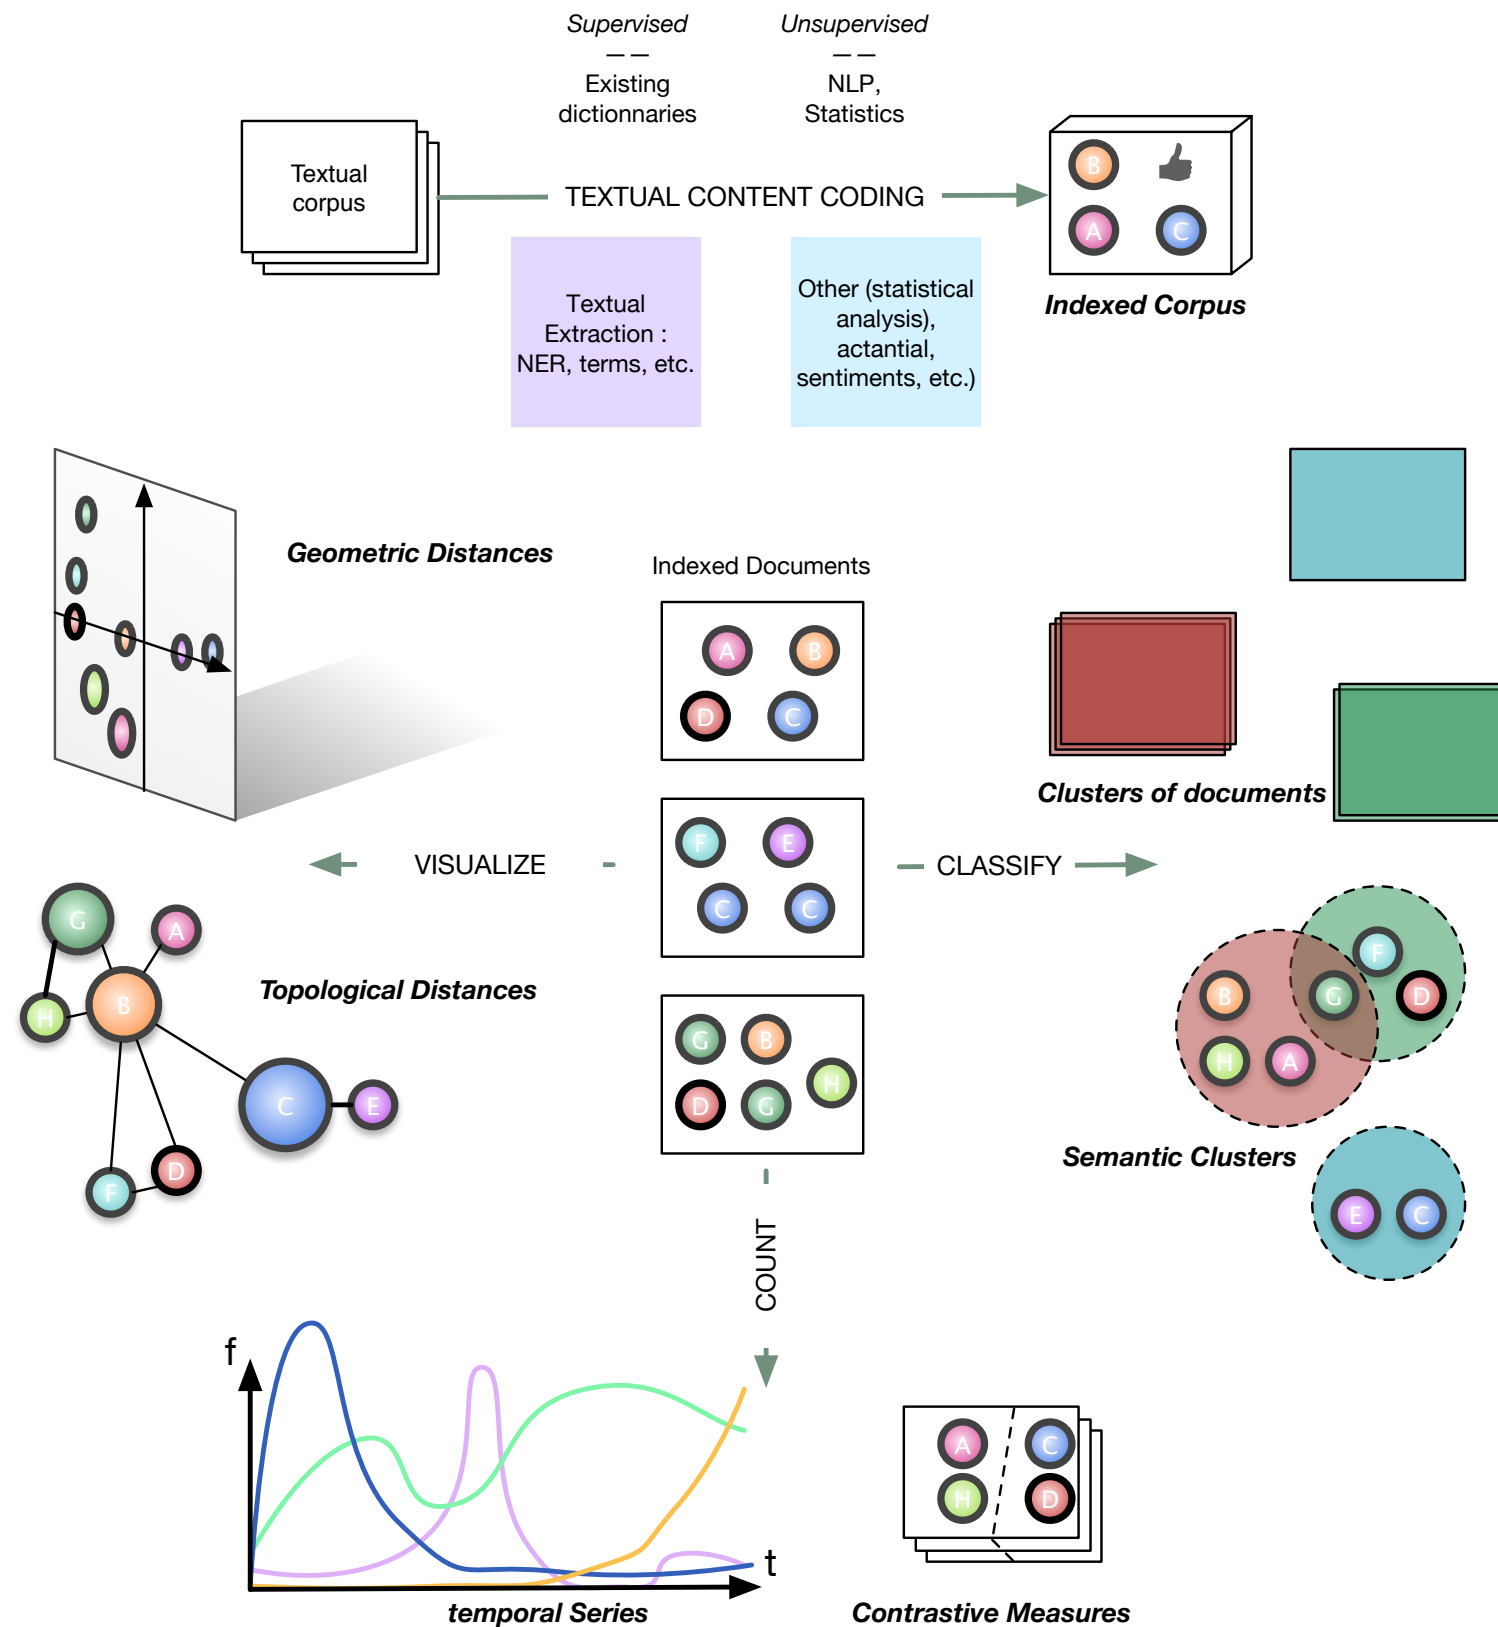 Supervised
Unsupervised
— —
— —
Existing
dictionnaries
NLP,
Statistics
Textual
corpus
TEXTUAL CONTENT CODING
B
A
C
Indexed Corpus
Textual
Extraction :
NER, terms, etc.
Other (statistical
analysis),
actantial,
sentiments, etc.)
Geometric Distances
Indexed Documents
A
B
D
C
Clusters of documents
F
E
C
C
VISUALIZE
CLASSIFY
G
A
B
H
Topological Distances
C
E
D
F
G
B
H
D
G
F
B
G
D
H
A
Semantic Clusters
E
C
COUNT
f
t
temporal Series
A
C
H
D
Contrastive Measures